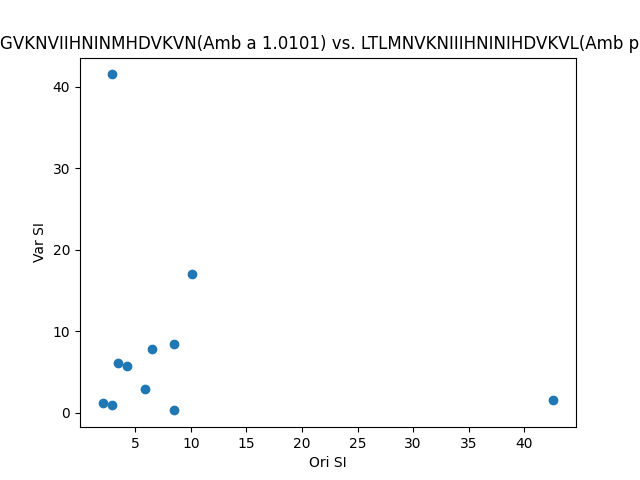 GVKNVIIHNINMHDVKVN(Amb a 1.0101) vs. LTLMNVKNIIIHNINIHDVKVL(Amb p
Var SI
40
30
20
10
0
5 10 15 20 25 30 35 40
Ori SI